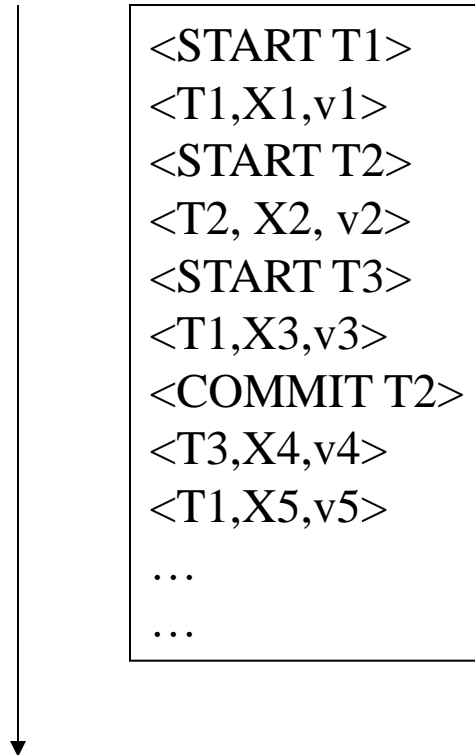 <START T1>
<T1,X1,v1>
<START T2>
<T2, X2, v2>
<START T3>
<T1,X3,v3>
<COMMIT T2>
<T3,X4,v4>
<T1,X5,v5>
…
…